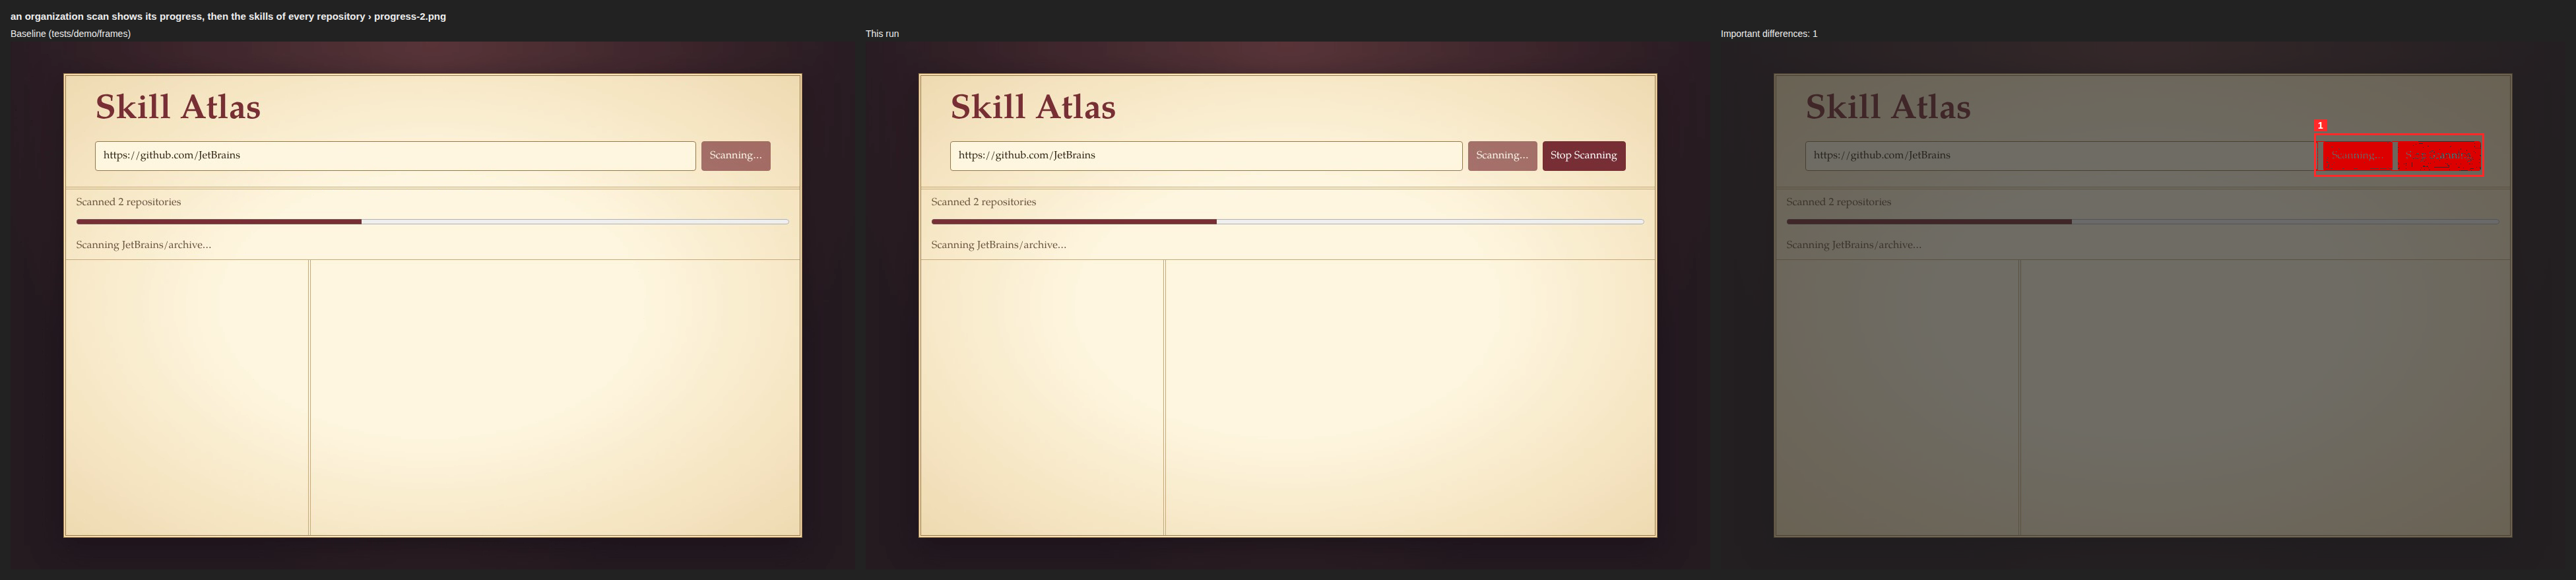 an organization scan shows its progress, then the skills of every repository › progress-2.png
Baseline (tests/demo/frames)
Skill Atlas
https://github.com/JetBrains
Scanning...
Scanned 2 repositories
Scanning JetBrains/archive...
This run
Skill Atlas
https://github.com/JetBrains
Scanning...
Stop Scanning
Scanned 2 repositories
Scanning JetBrains/archive...
Important differences: 1
Skill Atlas
1
https://github.com/JetBrains
Scanning...
Scanned 2 repositories
Scanning JetBrains/archive...